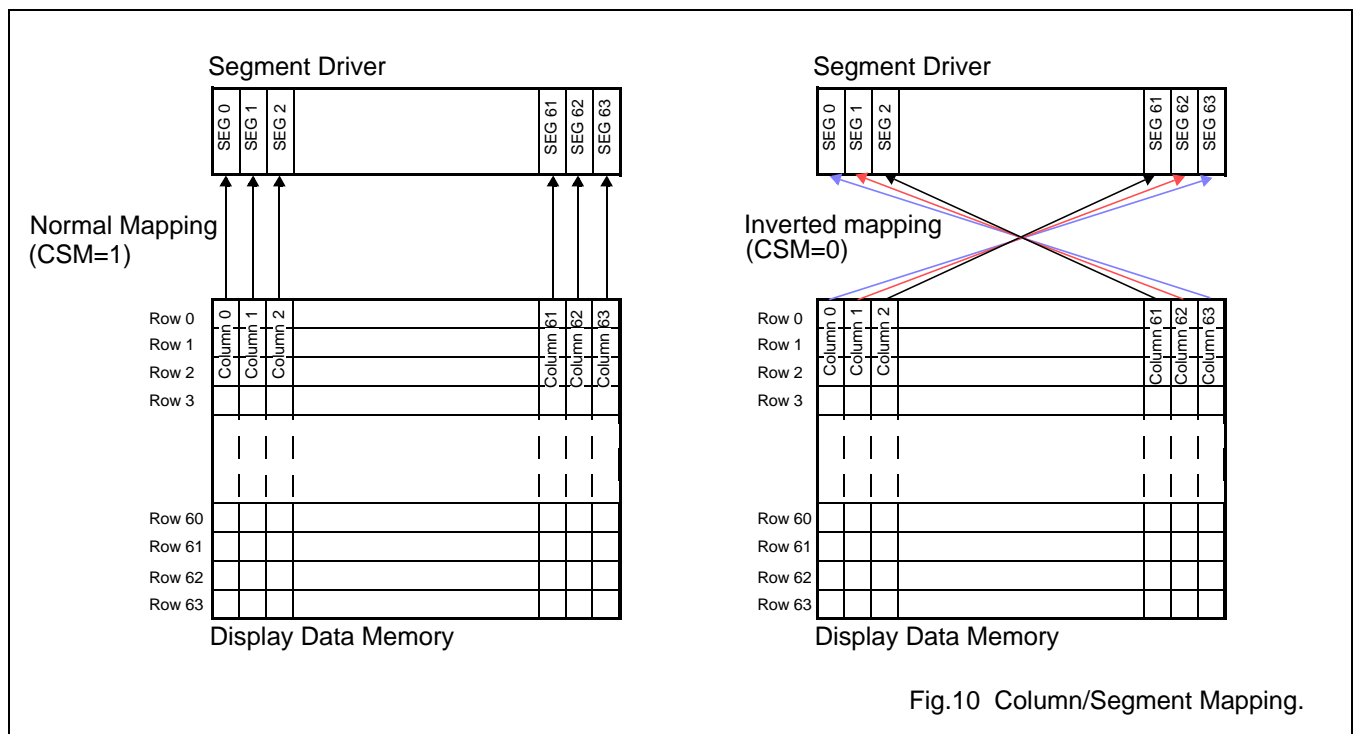 Segment Driver
SEG 0
SEG 1
SEG 2
SEG 61
SEG 62
SEG 63
Normal Mapping
(CSM=1)
Row 0
Row 1
Row 2
Row 3
Column 0
Column 1
Column 2
Column 61
Column 62
Column 63
Row 60
Row 61
Row 62
Row 63
Display Data Memory
Segment Driver
SEG 0
SEG 1
SEG 2
SEG 61
SEG 62
SEG 63
Inverted mapping
(CSM=0)
Row 0
Row 1
Row 2
Row 3
Column 0
Column 1
Column 2
Column 61
Column 62
Column 63
Row 60
Row 61
Row 62
Row 63
Display Data Memory
Fig.10 Column/Segment Mapping.